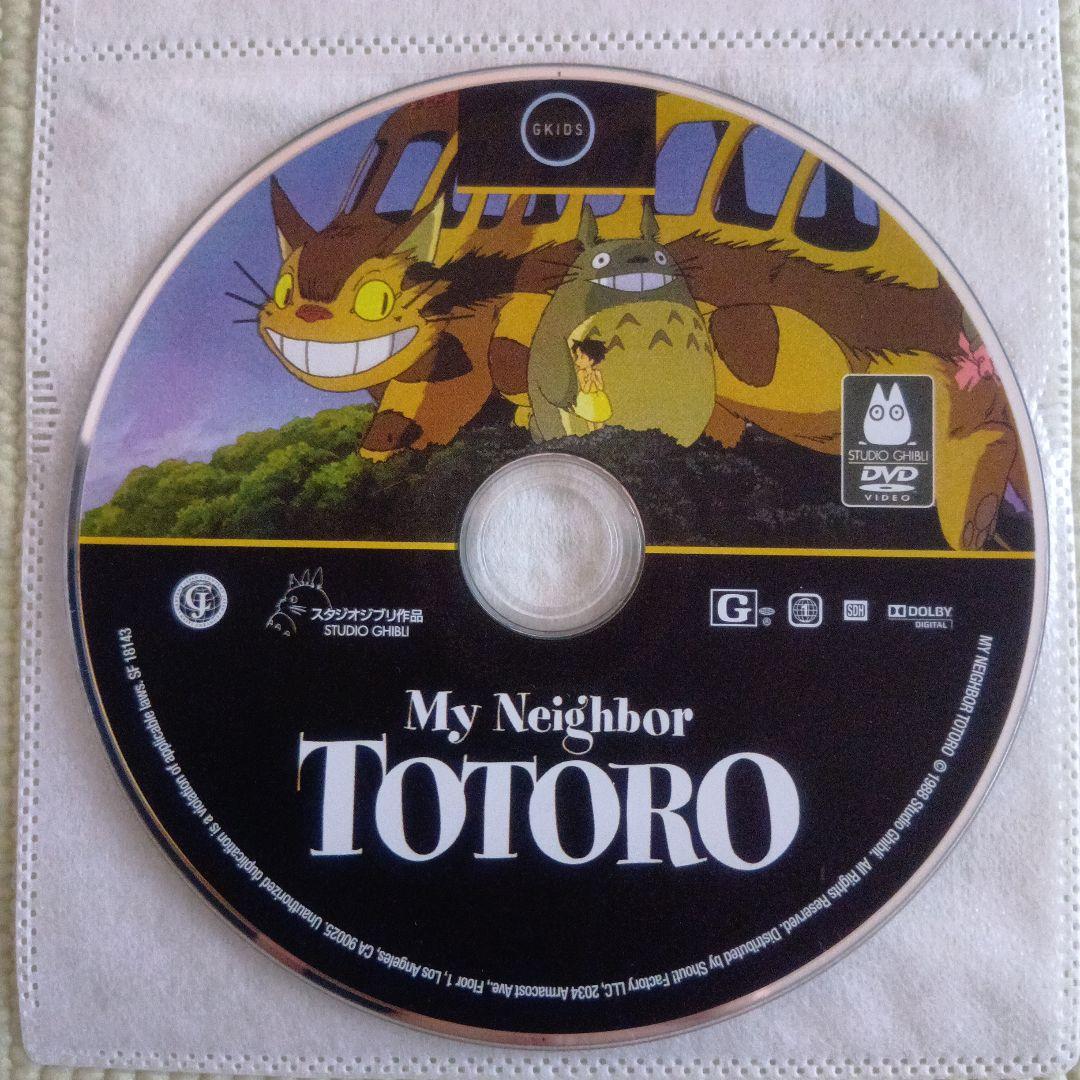 GKIDS
STUDIO GHIBLI
DVD
VIDEO
スタジオジブリ作品
STUDIO GHIBLI
G
1
SDH
DOLBY
DIGITAL
My Neighbor
TOTORO
MY NEIGHBOR TOTORO © 1988 Studio Ghibli. All Rights Reserved. Distributed by Shout! Factory LLC, 2034 Armacost Ave., Floor 1, Los Angeles, CA 90025. Unauthorized duplication is a violation of applicable laws. SF 18143